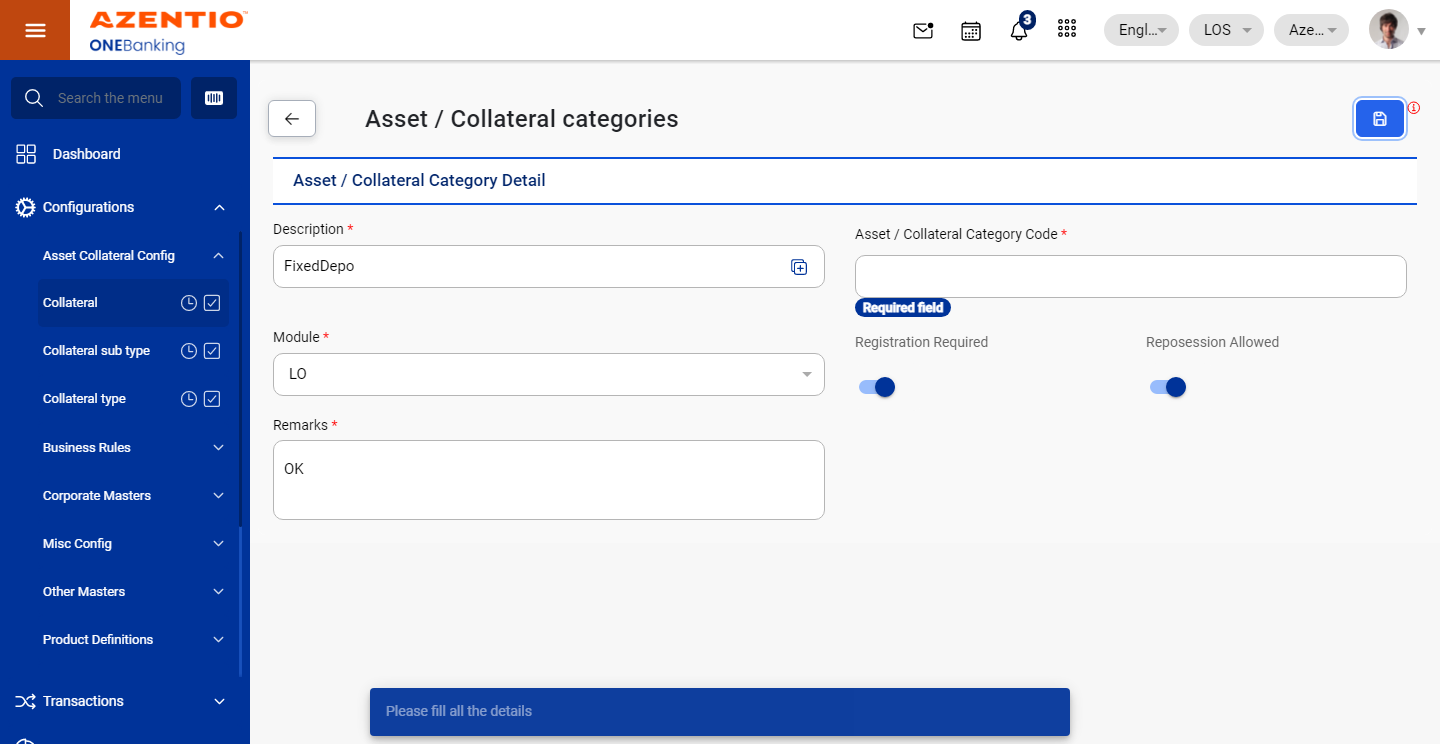 AZENTIO™
ONEBanking
3
Engl...
LOS
Aze...
Search the menu
Dashboard
Configurations
Asset Collateral Config
Collateral
Collateral sub type
Collateral type
Business Rules
Corporate Masters
Misc Config
Other Masters
Product Definitions
Transactions
Asset / Collateral categories
Asset / Collateral Category Detail
Description *
FixedDepo
Asset / Collateral Category Code *
Required field
Module *
LO
Registration Required
Reposession Allowed
Remarks *
OK
Please fill all the details